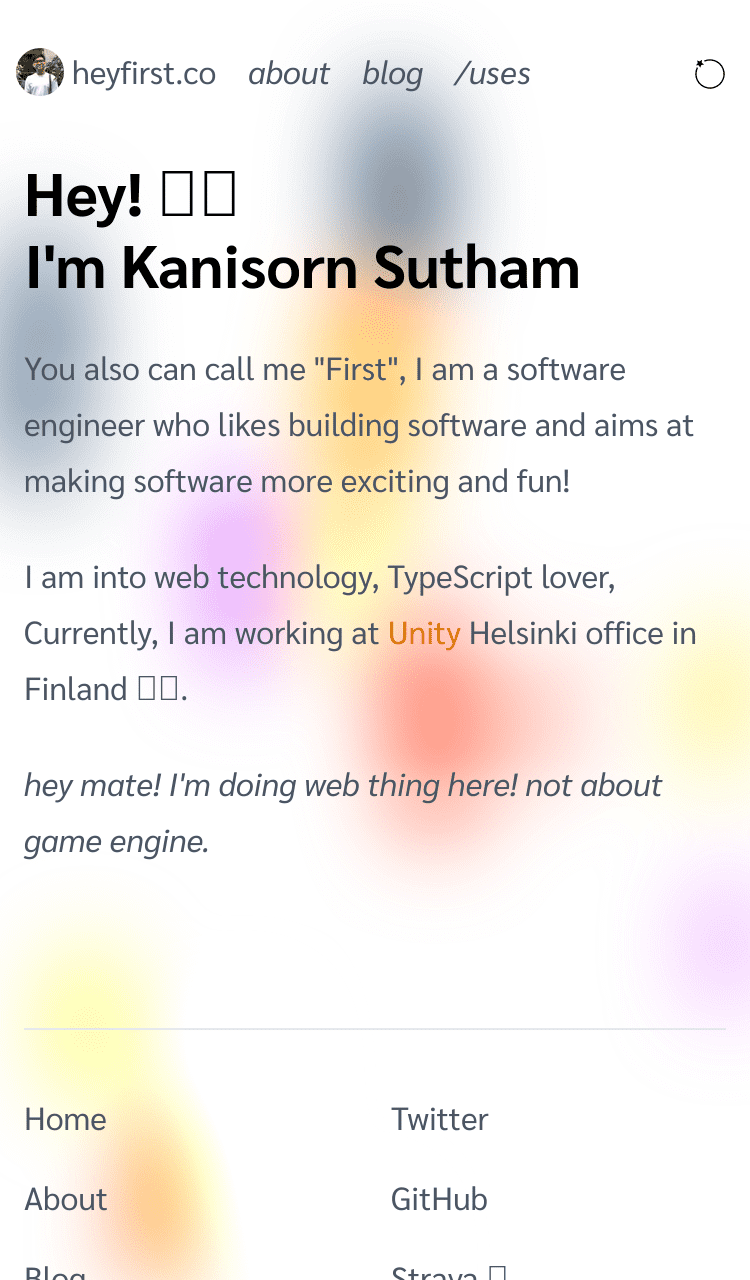 heyfirst.co about blog /uses
Hey! 
I'm Kanisorn Sutham
You also can call me "First", I am a software
engineer who likes building software and aims at
making software more exciting and fun!
I am into web technology, TypeScript lover,
Currently, I am working at Unity Helsinki office in
Finland .
hey mate! I'm doing web thing here! not about
game engine.
Home
Twitter
About
GitHub
Blog
Strava